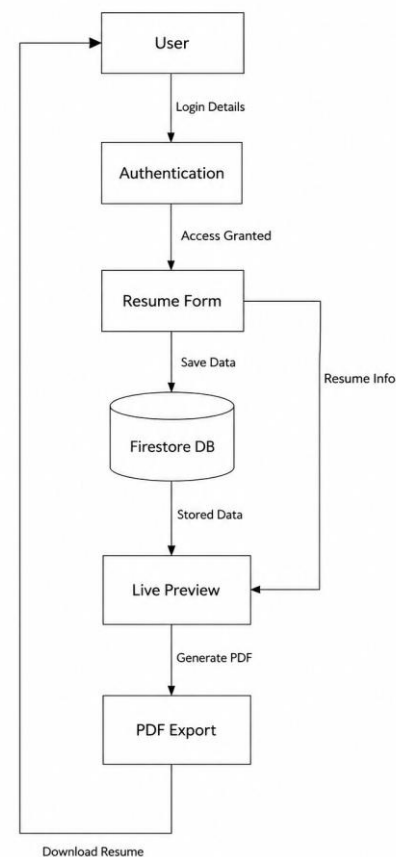 User
Login Details
Authentication
Access Granted
Resume Form
Save Data
Resume Info
Firestore DB
Stored Data
Live Preview
Generate PDF
PDF Export
Download Resume